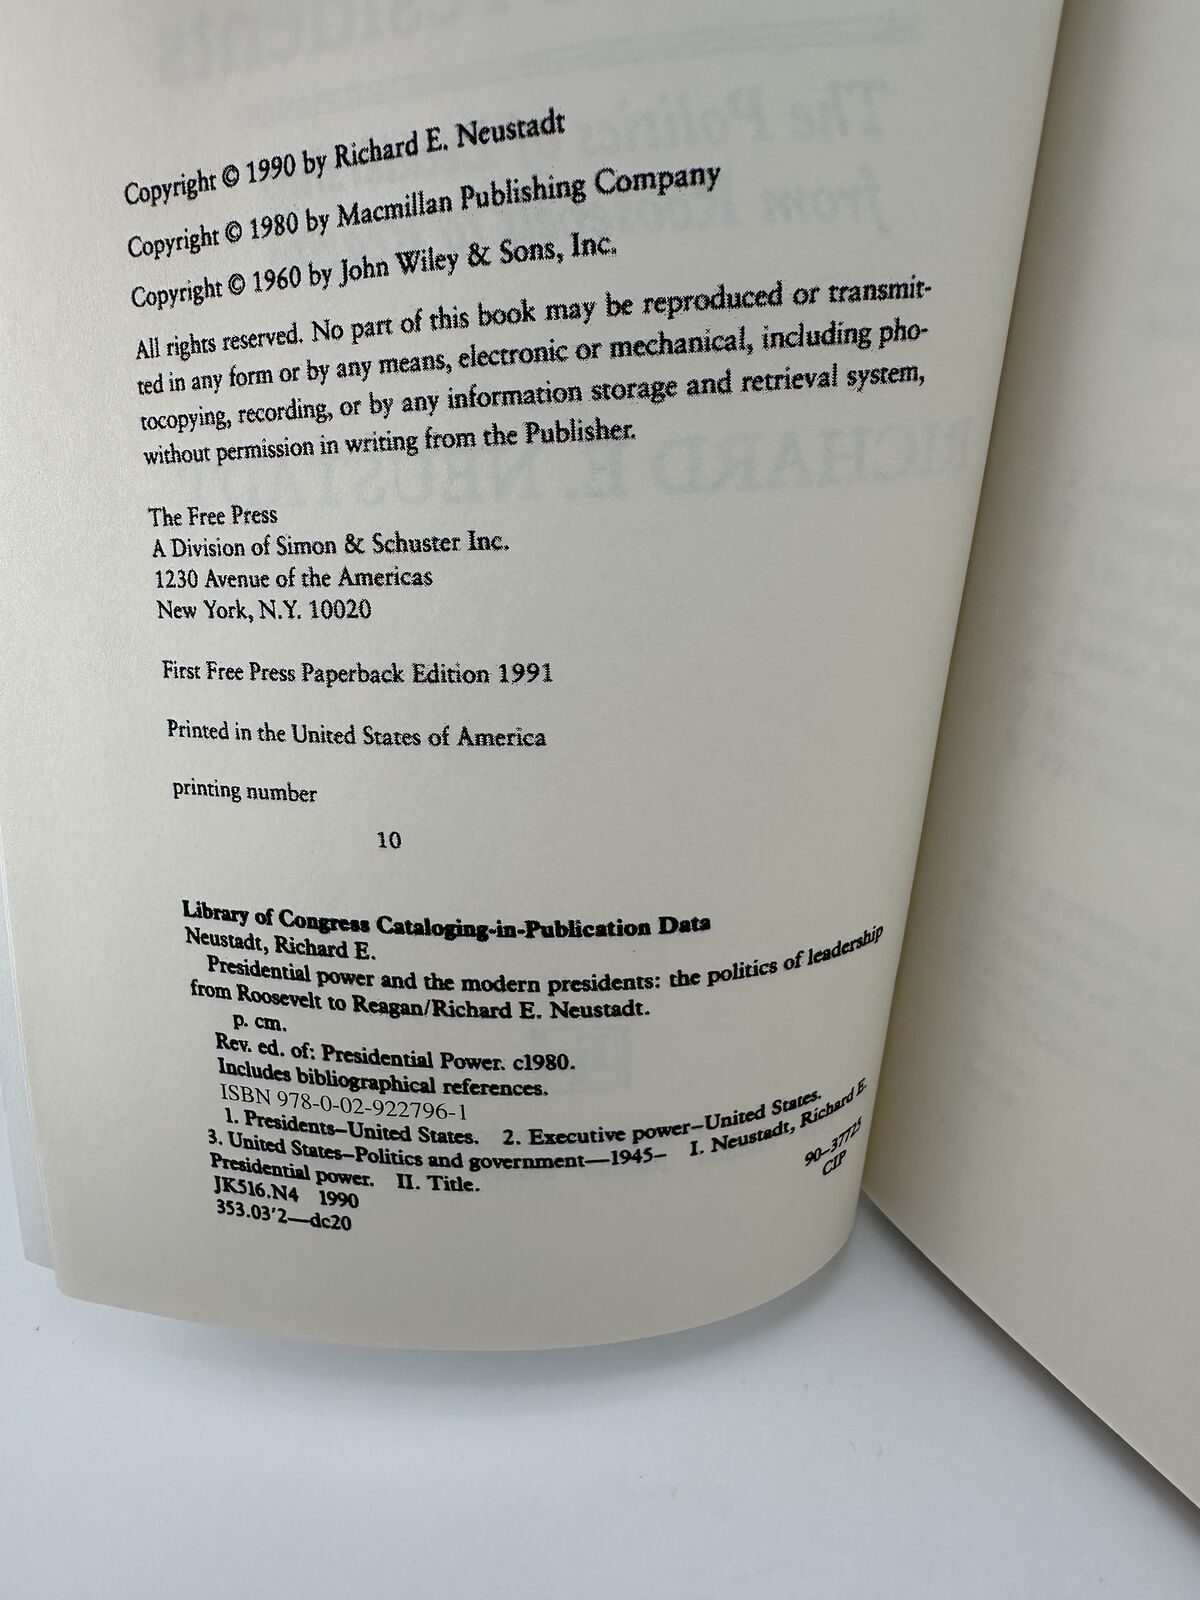 Copyright © 1990 by Richard E. Neustadt
Copyright © 1980 by Macmillan Publishing Company
Copyright © 1960 by John Wiley & Sons, Inc.
All rights reserved. No part of this book may be reproduced or transmit-
ted in any form or by any means, electronic or mechanical, including pho-
tocopying, recording, or by any information storage and retrieval system,
without permission in writing from the Publisher.
The Free Press
A Division of Simon & Schuster Inc.
1230 Avenue of the Americas
New York, N.Y. 10020
First Free Press Paperback Edition 1991
Printed in the United States of America
printing number
10
Library of Congress Cataloging-in-Publication Data
Neustadt, Richard E.
Presidential power and the modern presidents: the politics of leadership
from Roosevelt to Reagan/Richard E. Neustadt.
p. cm.
Rev. ed. of: Presidential Power. c1980.
Includes bibliographical references.
ISBN 978-0-02-922796-1
1. Presidents—United States. 2. Executive power—United States.
3. United States—Politics and government—1945– I. Neustadt, Richard E.
Presidential power. II. Title.
JK516.N4 1990
353.03'2—dc20
90–37725
CIP